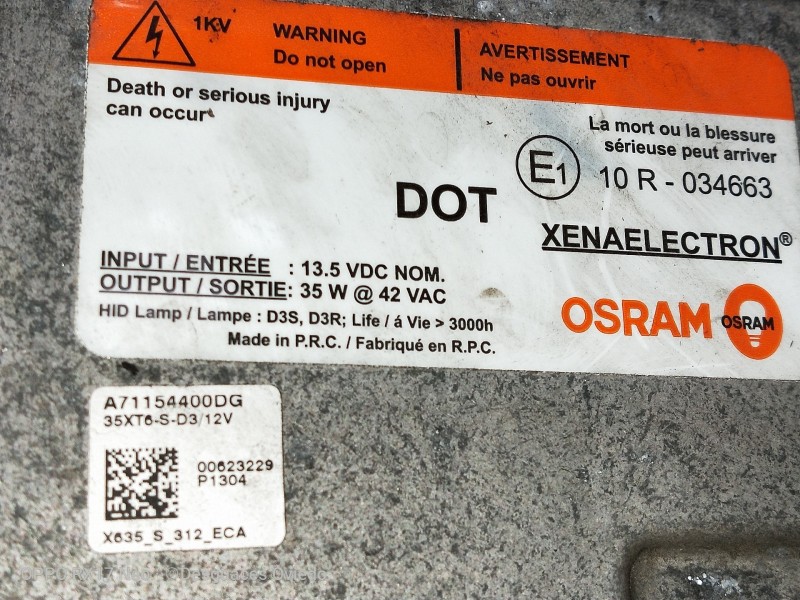 1KV
WARNING
Do not open
AVERTISSEMENT
Ne pas ouvrir
Death or serious injury
can occur
La mort ou la blessure
sérieuse peut arriver
E1
10 R - 034663
DOT
XENAELECTRON®
INPUT / ENTRÉE : 13.5 VDC NOM.
OUTPUT / SORTIE: 35 W @ 42 VAC
HID Lamp / Lampe : D3S, D3R; Life / á Vie > 3000h
Made in P.R.C. / Fabriqué en R.P.C.
OSRAM
OSRAM
A71154400DG
35XT6-S-D3/12V
00623229
P1304
X635_S_312_ECA